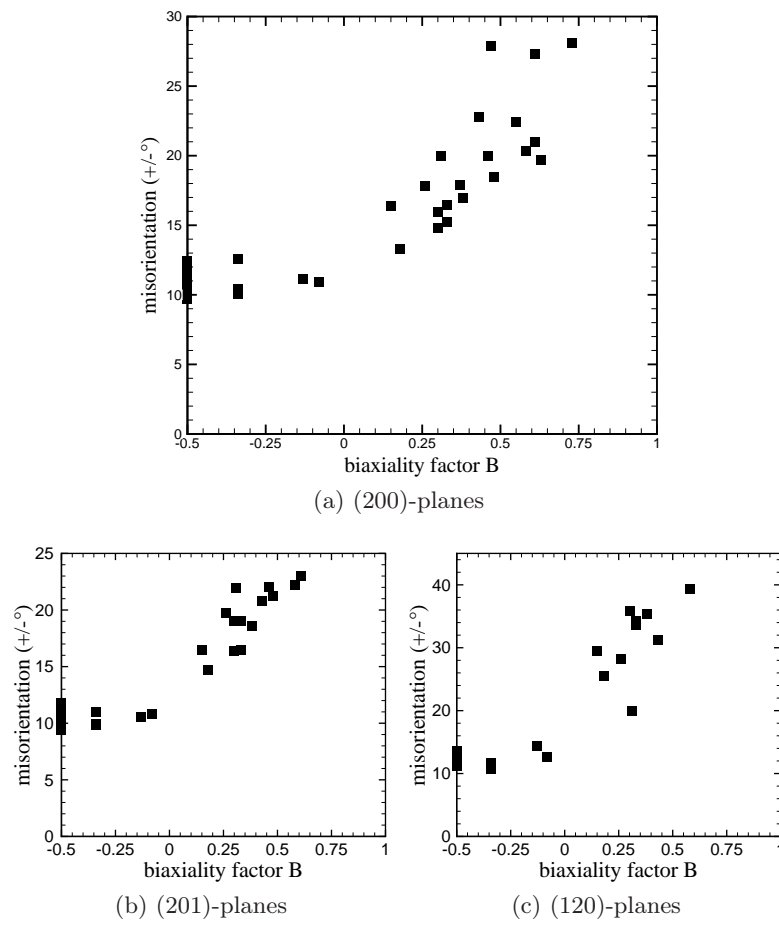 30
25
20
15
10
5
0
misorientation (+/-°)
-0.5 -0.25 0 0.25 0.5 0.75 1
biaxiality factor B
(a) (200)-planes
25
20
15
10
5
0
misorientation (+/-°)
-0.5 -0.25 0 0.25 0.5 0.75 1
biaxiality factor B
(b) (201)-planes
40
30
20
10
0
misorientation (+/-°)
-0.5 -0.25 0 0.25 0.5 0.75 1
biaxiality factor B
(c) (120)-planes